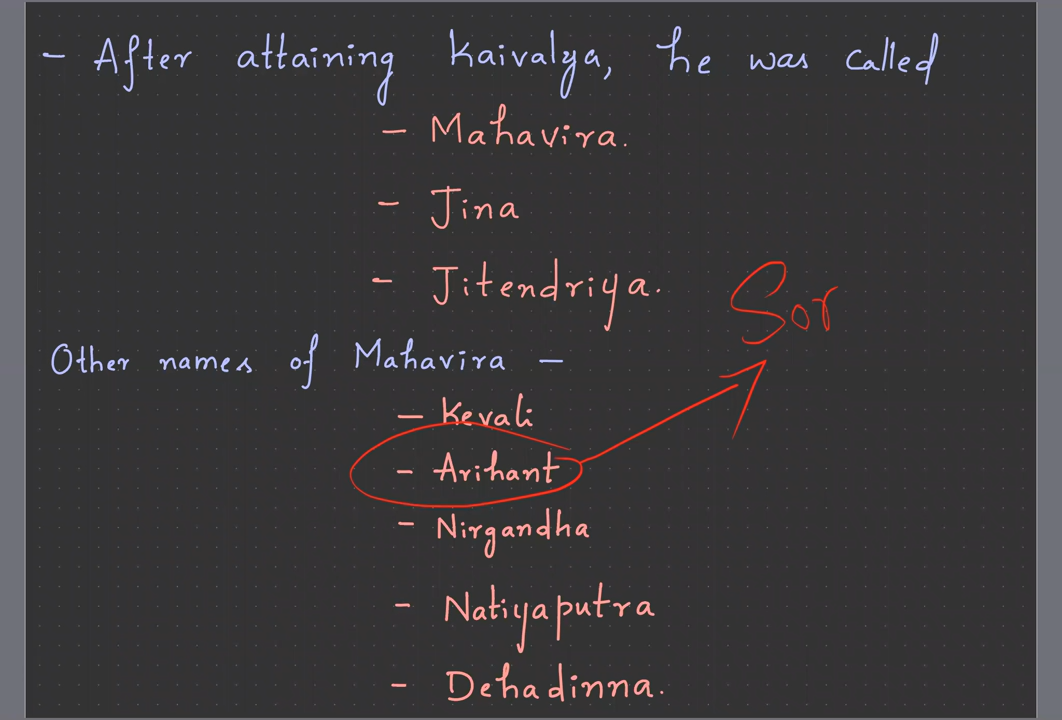 - After attaining Kaivalya, he was called
- Mahavira.
- Jina
- Jitendriya.
Sor
Other names of Mahavira -
- Kevali
- Arihant
- Nirgandha
- Natiyaputra
- Dehadinna.